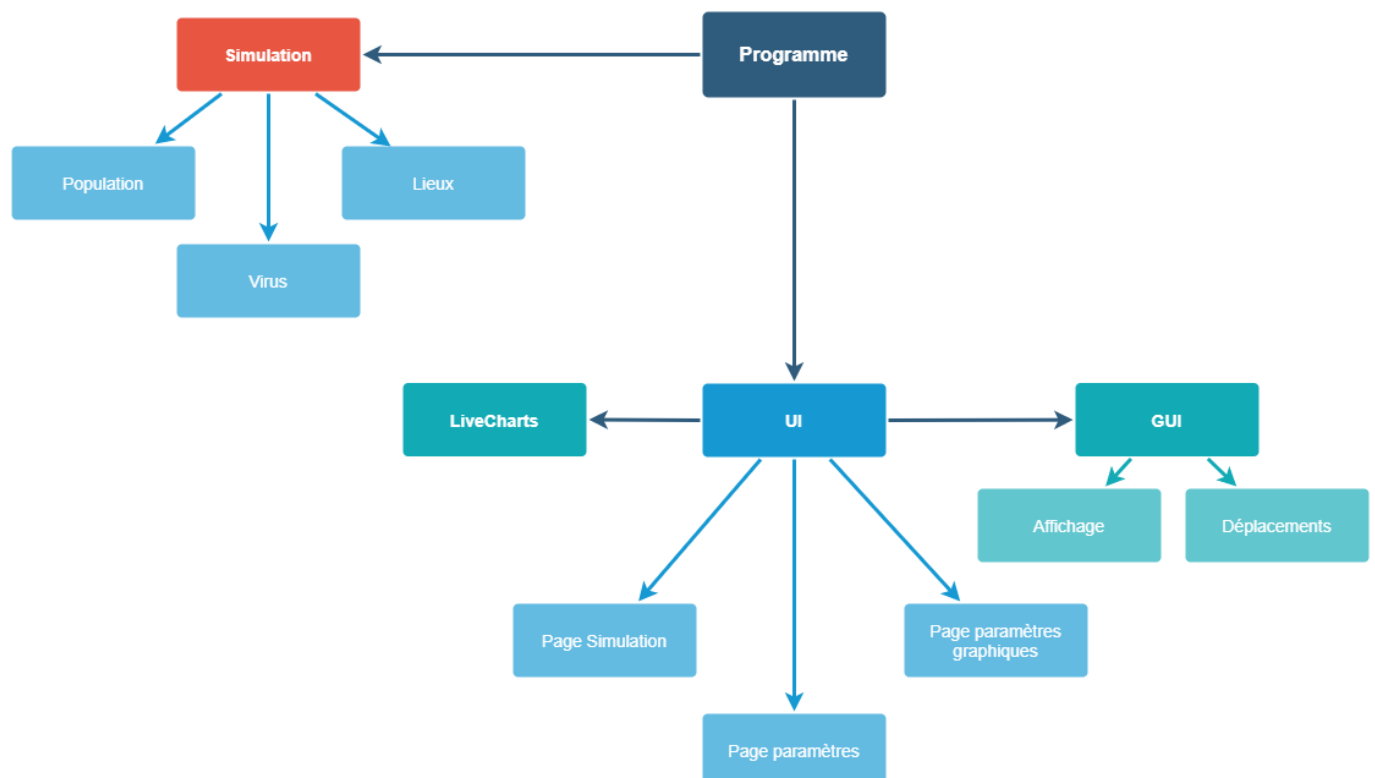 Simulation
Programme
Population
Lieux
Virus
LiveCharts
UI
GUI
Affichage
Déplacements
Page Simulation
Page paramètres
graphiques
Page paramètres